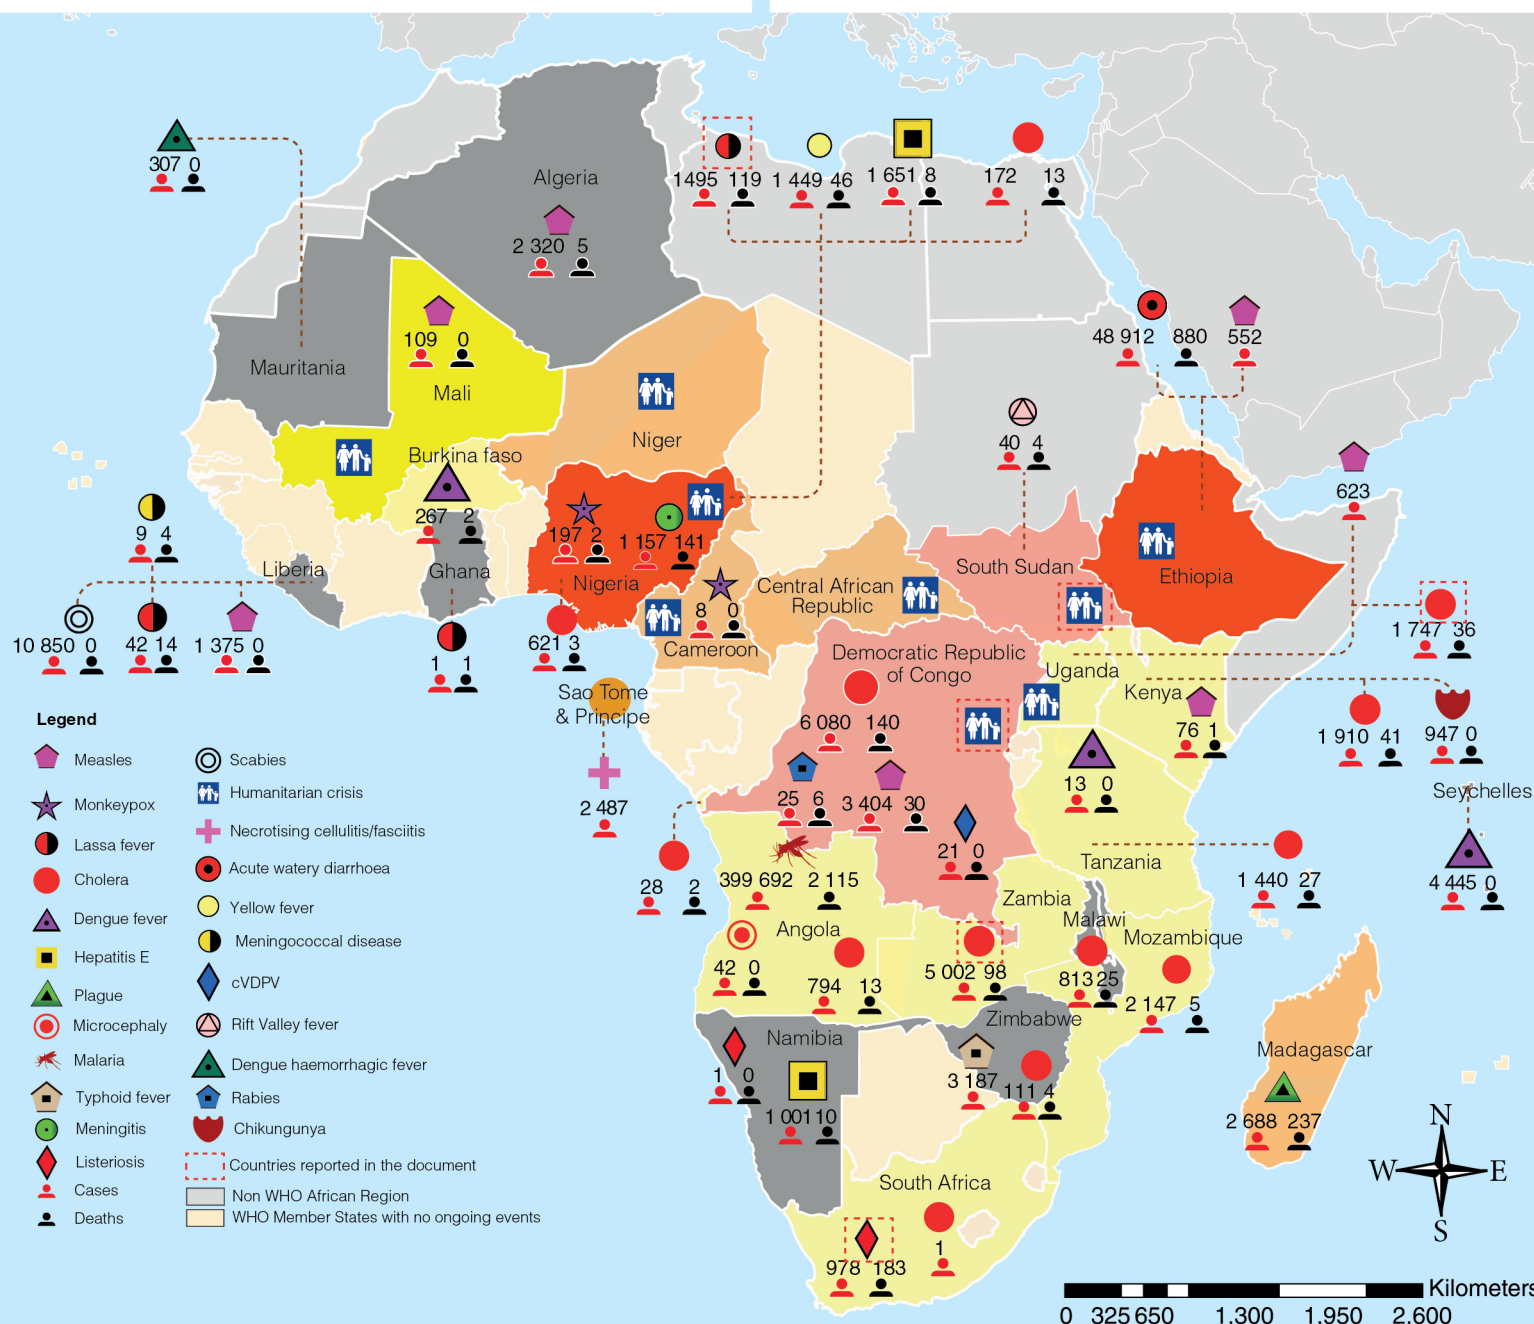 307 0
Algeria
2 320 5
1495 119
1 449 46
1 651 8
172 13
Mauritania
109 0
Mali
48 912 880
552
Niger
40 4
Burkina faso
267 2
623
9 4
197 2
1 157 141
Nigeria
Liberia
Ghana
Central African
Republic
South Sudan
Ethiopia
8 0
Cameroon
10 850 0
42 14
1 375 0
1 1
621 3
1 747 36
Democratic Republic
of Congo
Uganda
Kenya
Sao Tome
& Principe
6 080 140
76 1
1 910 41
947 0
2 487
25 6
3 404 30
13 0
Seychelles
21 0
Tanzania
28 2
399 692 2 115
1 440 27
4 445 0
Zambia
Malawi
Angola
Mozambique
42 0
794 13
5 002 98
813 25
2 147 5
Namibia
Zimbabwe
1 0
1 001 10
3 187
111 4
Madagascar
2 688 237
South Africa
978 183
1
Legend
Measles
Monkeypox
Lassa fever
Cholera
Dengue fever
Hepatitis E
Plague
Microcephaly
Malaria
Typhoid fever
Meningitis
Listeriosis
Cases
Deaths
Scabies
Humanitarian crisis
Necrotising cellulitis/fasciitis
Acute watery diarrhoea
Yellow fever
Meningococcal disease
cVDPV
Rift Valley fever
Dengue haemorrhagic fever
Rabies
Chikungunya
Countries reported in the document
Non WHO African Region
WHO Member States with no ongoing events
N
W E
S
Kilometers
0 325 650 1.300 1.950 2.600